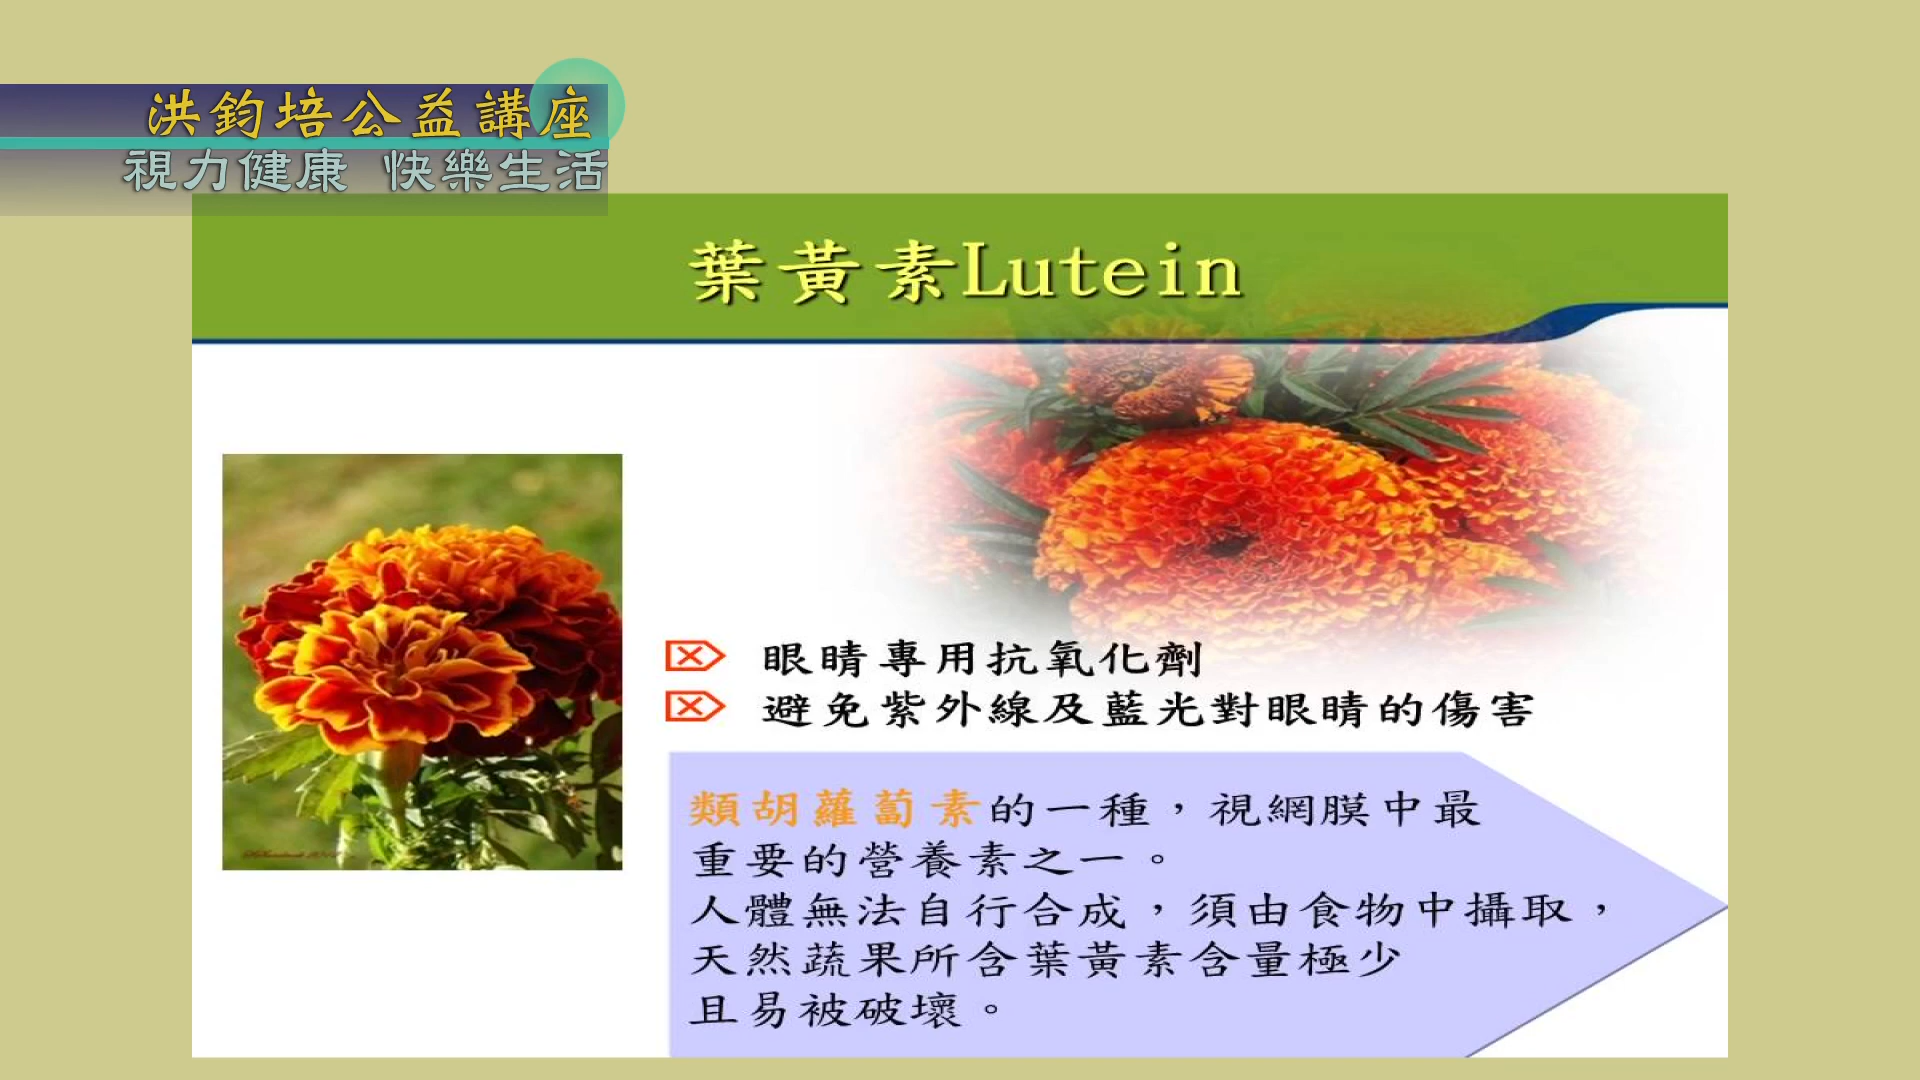 洪鈞培公益講座
視力健康 快樂生活
葉黃素Lutein
眼睛專用抗氧化劑
避免紫外線及藍光對眼睛的傷害
類胡蘿蔔素的一種，視網膜中最
重要的營養素之一。
人體無法自行合成，須由食物中攝取，
天然蔬果所含葉黃素含量極少
且易被破壞。